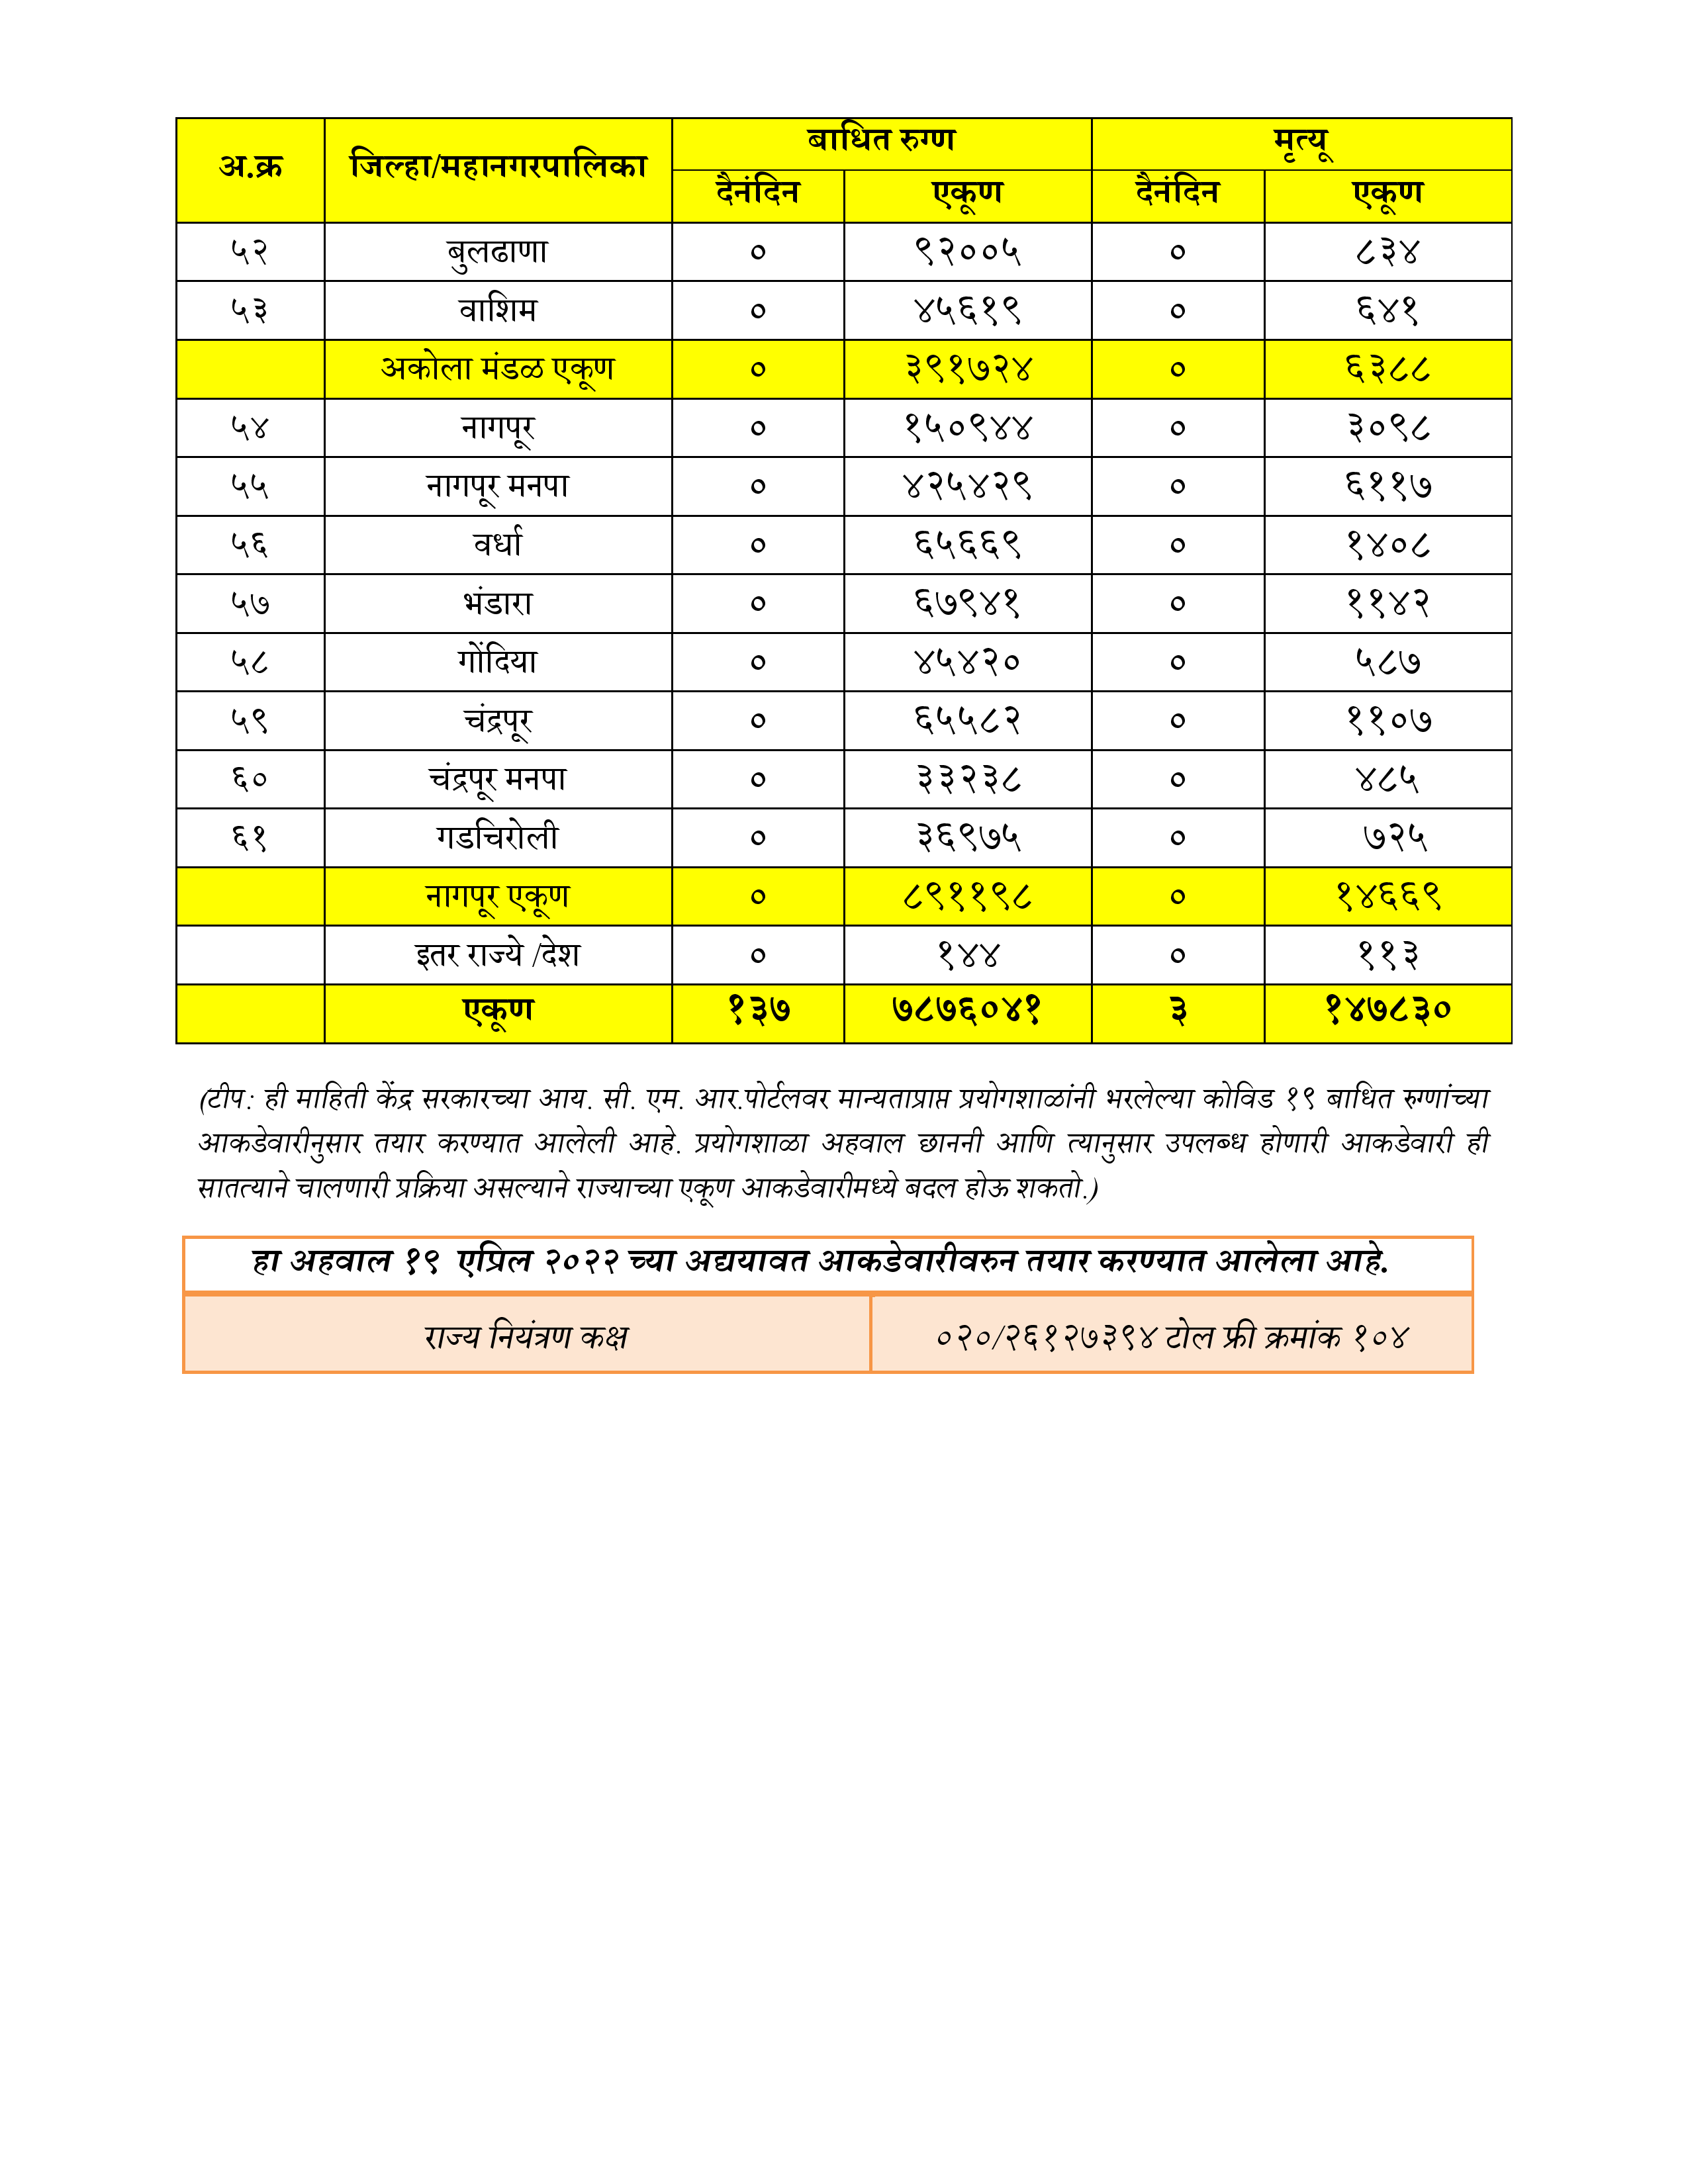 अ.क्र जिल्हा/महानगरपालिका बाधित रुग्ण मृत्यू
दैनंदिन एकूण दैनंदिन एकूण
५२ बुलढाणा ० ९२००५ ० ८३४
५३ वाशिम ० ४५६१९ ० ६४१
अकोला मंडळ एकूण ० ३९१७२४ ० ६३८८
५४ नागपूर ० १५०९४४ ० ३०९८
५५ नागपूर मनपा ० ४२५४२९ ० ६११७
५६ वर्धा ० ६५६६९ ० १४०८
५७ भंडारा ० ६७९४१ ० ११४२
५८ गोंदिया ० ४५४२० ० ५८७
५९ चंद्रपूर ० ६५५८२ ० ११०७
६० चंद्रपूर मनपा ० ३३२३८ ० ४८५
६१ गडचिरोली ० ३६९७५ ० ७२५
नागपूर एकूण ० ८९११९८ ० १४६६९
इतर राज्ये /देश ० १४४ ० ११३
एकूण १३७ ७८७६०४१ ३ १४७८३०
(टीप: ही माहिती केंद्र सरकारच्या आय. सी. एम. आर.पोर्टलवर मान्यताप्राप्त प्रयोगशाळांनी भरलेल्या कोविड १९ बाधित रुग्णांच्या
आकडेवारीनुसार तयार करण्यात आलेली आहे. प्रयोगशाळा अहवाल छाननी आणि त्यानुसार उपलब्ध होणारी आकडेवारी ही
सातत्याने चालणारी प्रक्रिया असल्याने राज्याच्या एकूण आकडेवारीमध्ये बदल होऊ शकतो.)
हा अहवाल १९ एप्रिल २०२२ च्या अद्ययावत आकडेवारीवरुन तयार करण्यात आलेला आहे.
राज्य नियंत्रण कक्ष ०२०/२६१२७३९४ टोल फ्री क्रमांक १०४